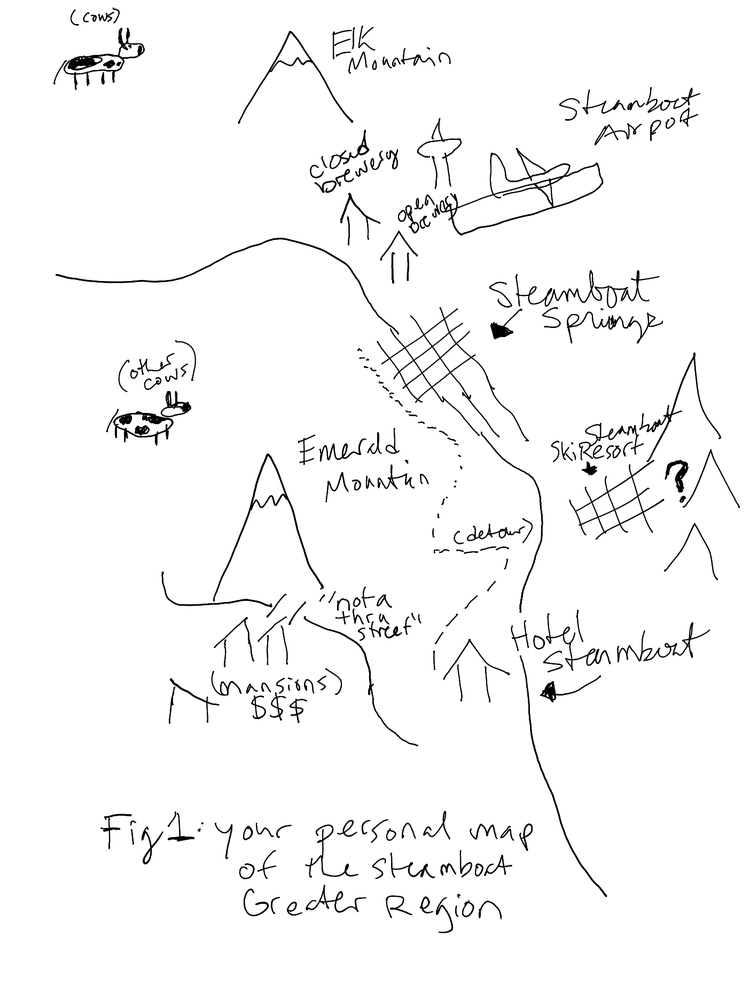 (cows)
Elk
Mountain
Steamboat
Airport
closed
brewery
open
brewery
Steamboat
Springs
(other
cows)
Steamboat
Ski Resort
?
Emerald
Mountain
(detour)
"not a
thru
street"
Hotel
Steamboat
(mansions)
$$$
Fig 1: your personal map
of the steamboat
Greater Region